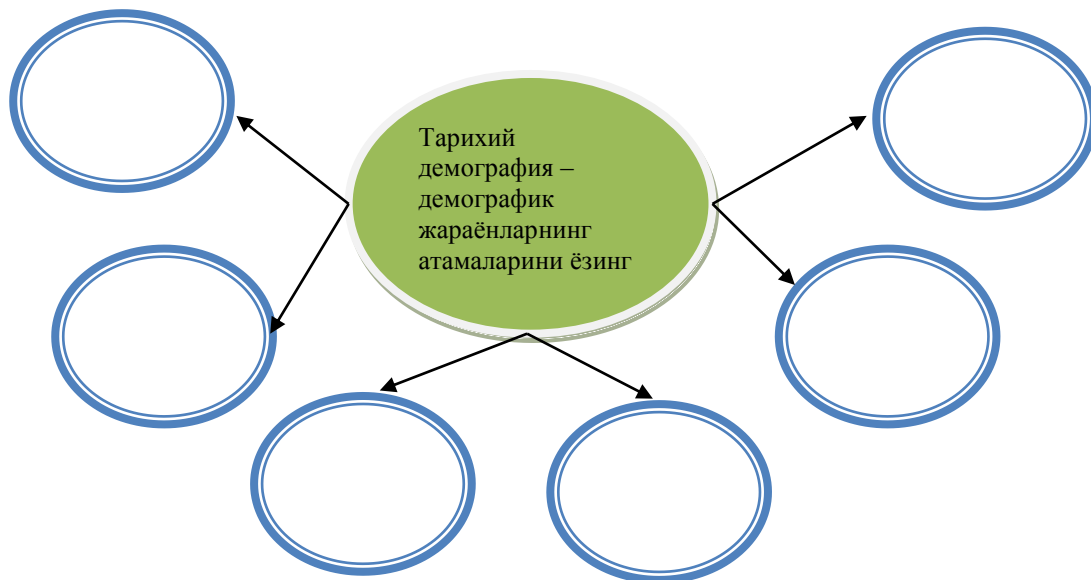 Тарихий
демография –
демографик
жараёнларнинг
атамаларини ёзинг